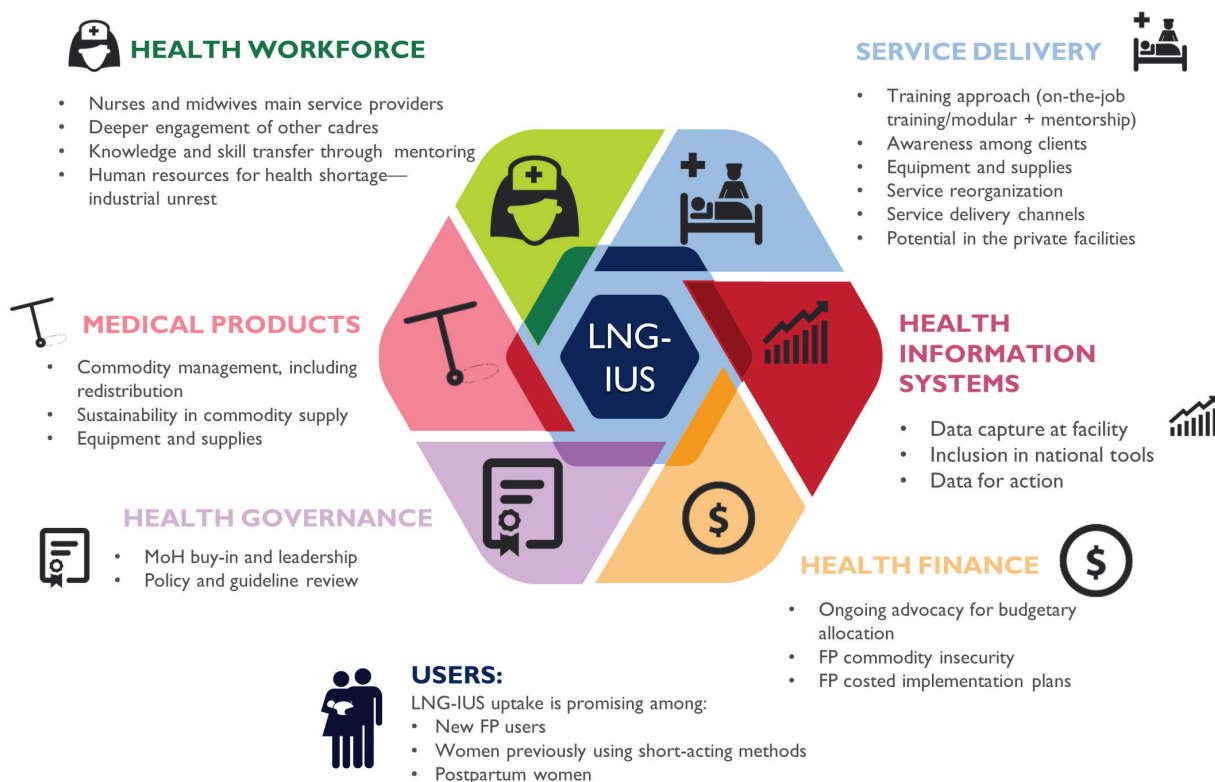 HEALTH WORKFORCE
• Nurses and midwives main service providers
• Deeper engagement of other cadres
• Knowledge and skill transfer through mentoring
• Human resources for health shortage—
industrial unrest
SERVICE DELIVERY
• Training approach (on-the-job
training/modular + mentorship)
• Awareness among clients
• Equipment and supplies
• Service reorganization
• Service delivery channels
• Potential in the private facilities
MEDICAL PRODUCTS
• Commodity management, including
redistribution
• Sustainability in commodity supply
• Equipment and supplies
LNG-
IUS
HEALTH
INFORMATION
SYSTEMS
• Data capture at facility
• Inclusion in national tools
• Data for action
HEALTH GOVERNANCE
• MoH buy-in and leadership
• Policy and guideline review
$
HEALTH FINANCE
$
• Ongoing advocacy for budgetary
allocation
• FP commodity insecurity
• FP costed implementation plans
USERS:
LNG-IUS uptake is promising among:
• New FP users
• Women previously using short-acting methods
• Postpartum women